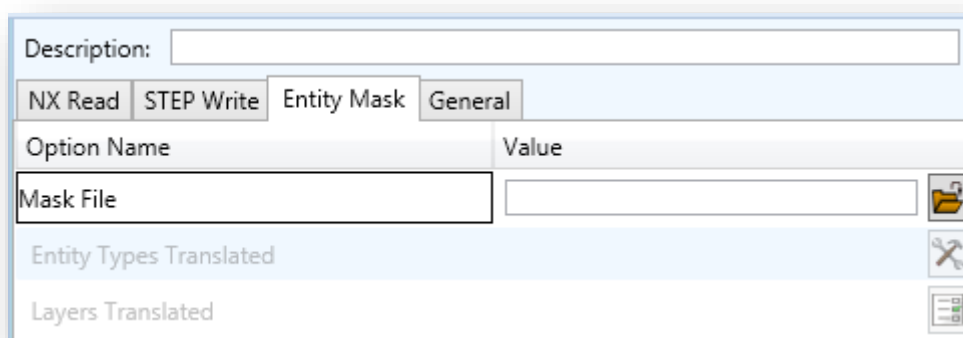 Description:
NX Read STEP Write Entity Mask General
Option Name Value
Mask File
Entity Types Translated
Layers Translated